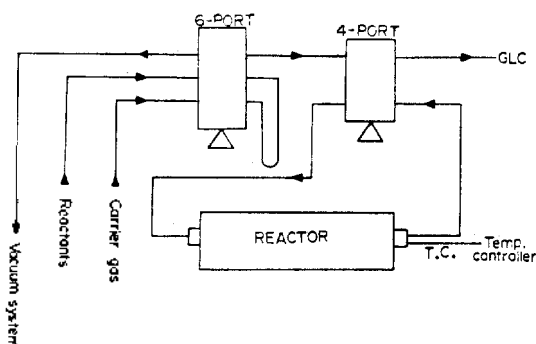 6-PORT
4-PORT
GLC
Reactants
Carrier gas
Vacuum system
REACTOR
T.C.
Temp.
controller